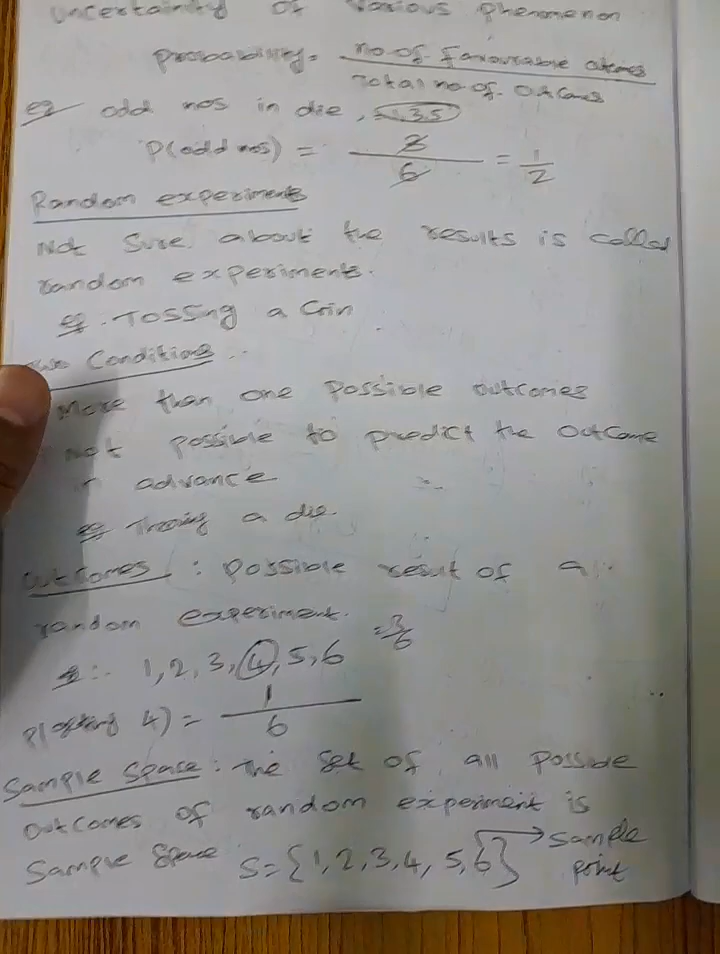 Uncertainity of various phenomenon
probability = no of favourable outcomes
Total no of outcomes
eg odd nos in die, = 1 3 5
P(odd nos) = 3/6 = 1/2
Random experiments
Not Sure about the results is called
random experiments.
eg. Tossing a Coin
Two Conditions
More than one possible outcomes
Not possible to predict the outcome
in advance
eg Throwing a die.
Outcomes : possible result of a
random experiment.
= 3/6
eg:- 1, 2, 3, 4, 5, 6
P(getting 4) = 1/6
Sample Space : The set of all possible
outcomes of random experiment is
Sample Space S = {1, 2, 3, 4, 5, 6} → sample
point